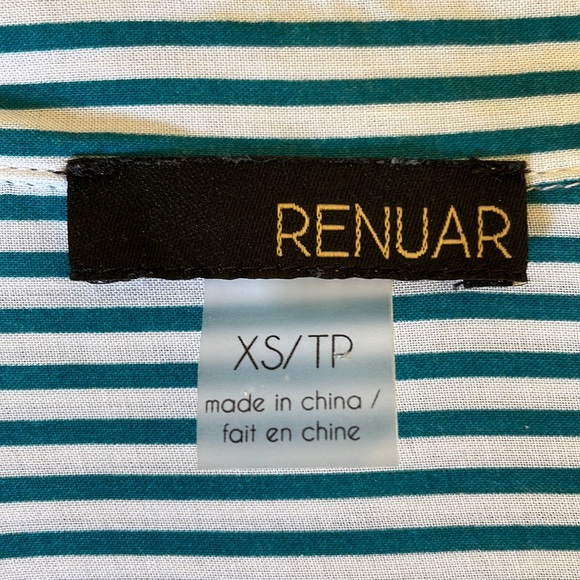 RENUAR
XS/TP
made in china /
fait en chine